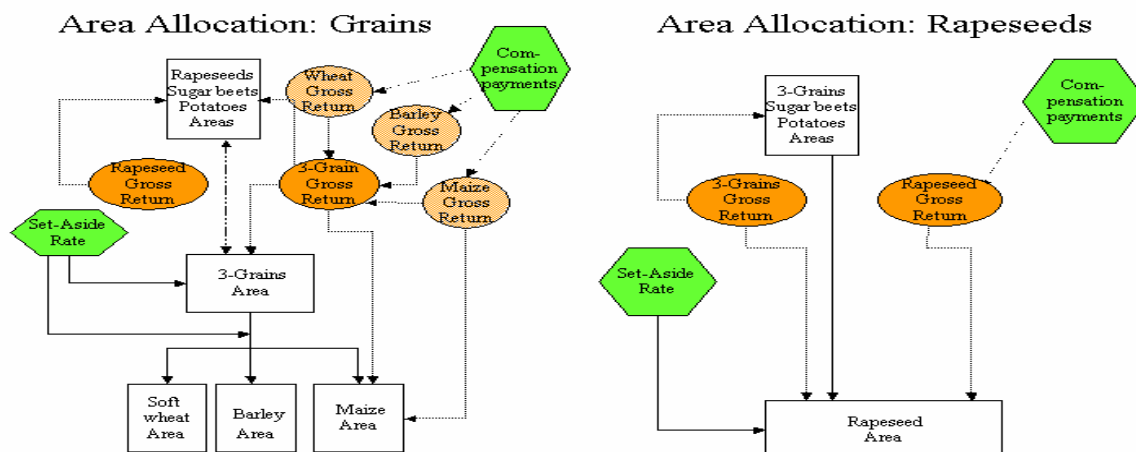 Area Allocation: Grains
Rapeseeds
Sugar beets
Potatoes
Areas
Wheat
Gross
Return
Com-
pensation
payments
Barley
Gross
Return
Rapeseed
Gross
Return
3-Grain
Gross
Return
Maize
Gross
Return
Set-Aside
Rate
3-Grains
Area
Soft
wheat
Area
Barley
Area
Maize
Area
Area Allocation: Rapeseeds
3-Grains
Sugar beets
Potatoes
Areas
Com-
pensation
payments
3-Grains
Gross
Return
Rapeseed
Gross
Return
Set-Aside
Rate
Rapeseed
Area